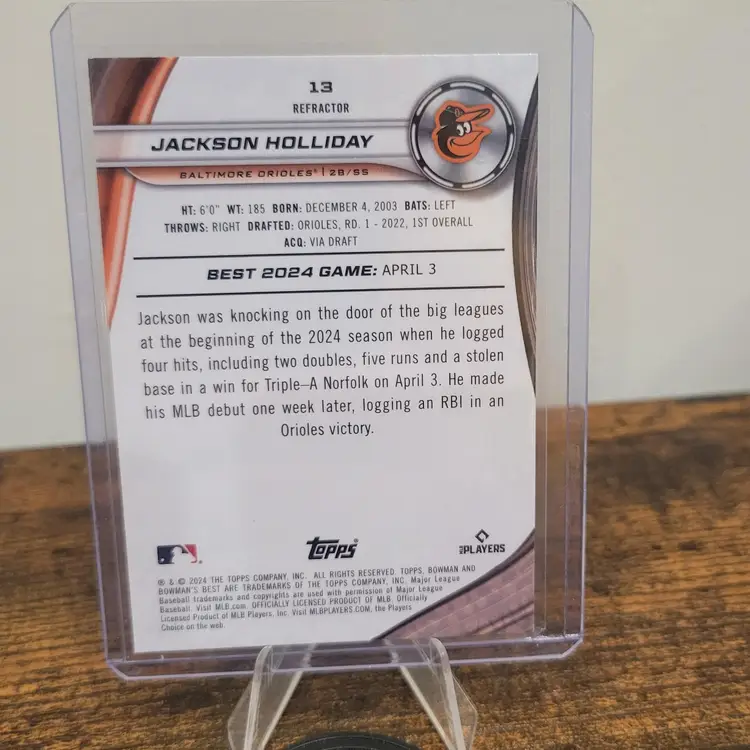 13
REFRACTOR
JACKSON HOLLIDAY
BALTIMORE ORIOLES® | 2B/SS
HT: 6'0" WT: 185 BORN: DECEMBER 4, 2003 BATS: LEFT
THROWS: RIGHT DRAFTED: ORIOLES, RD. 1 - 2022, 1ST OVERALL
ACQ: VIA DRAFT
BEST 2024 GAME: APRIL 3
Jackson was knocking on the door of the big leagues
at the beginning of the 2024 season when he logged
four hits, including two doubles, five runs and a stolen
base in a win for Triple–A Norfolk on April 3. He made
his MLB debut one week later, logging an RBI in an
Orioles victory.
Topps®
MLB PLAYERS
® & © 2024 THE TOPPS COMPANY, INC. ALL RIGHTS RESERVED. TOPPS, BOWMAN AND
BOWMAN'S BEST ARE TRADEMARKS OF THE TOPPS COMPANY, INC. Major League
Baseball trademarks and copyrights are used with permission of Major League
Baseball. Visit MLB.com. OFFICIALLY LICENSED PRODUCT OF MLB. Officially
Licensed Product of MLB Players, Inc. Visit MLBPLAYERS.COM, the Players
Choice on the web.